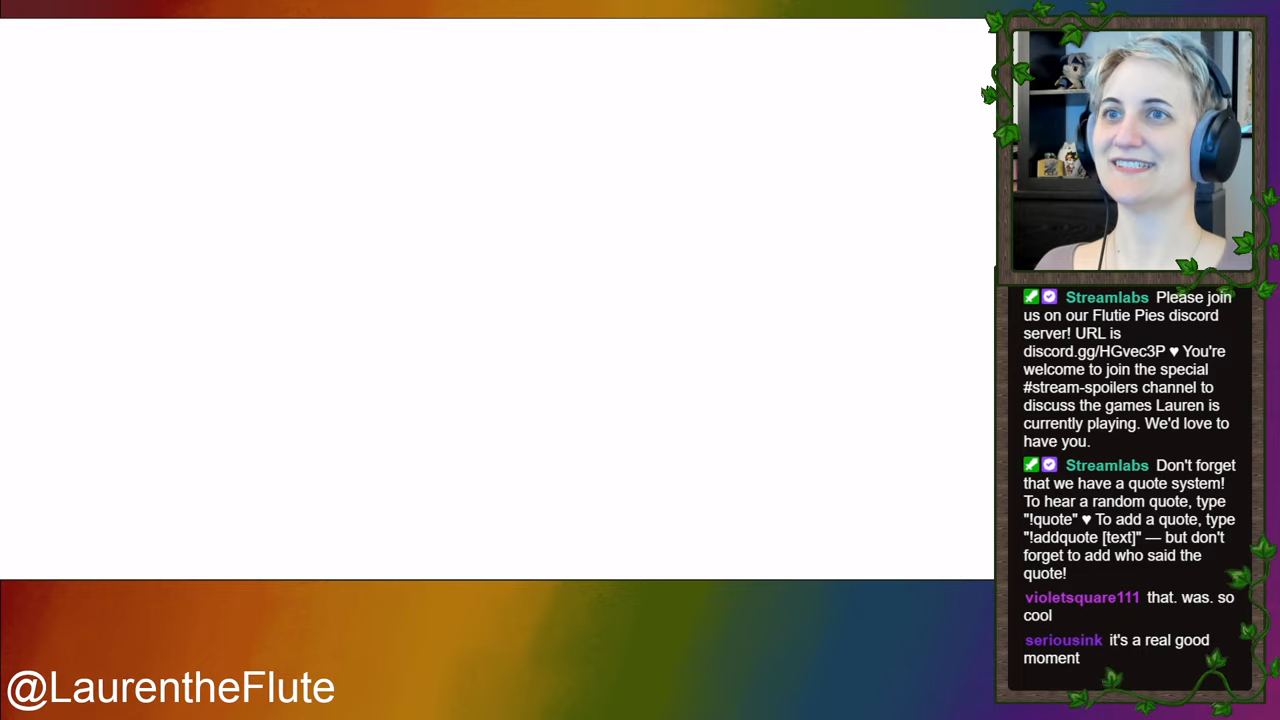 Streamlabs Please join
us on our Flutie Pies discord
server! URL is
discord.gg/HGvec3P ♥ You're
welcome to join the special
#stream-spoilers channel to
discuss the games Lauren is
currently playing. We'd love to
have you.
Streamlabs Don't forget
that we have a quote system!
To hear a random quote, type
"!quote" ♥ To add a quote, type
"!addquote [text]" — but don't
forget to add who said the
quote!
violetsquare111 that. was. so
cool
seriousink it's a real good
moment
@LaurentheFlute